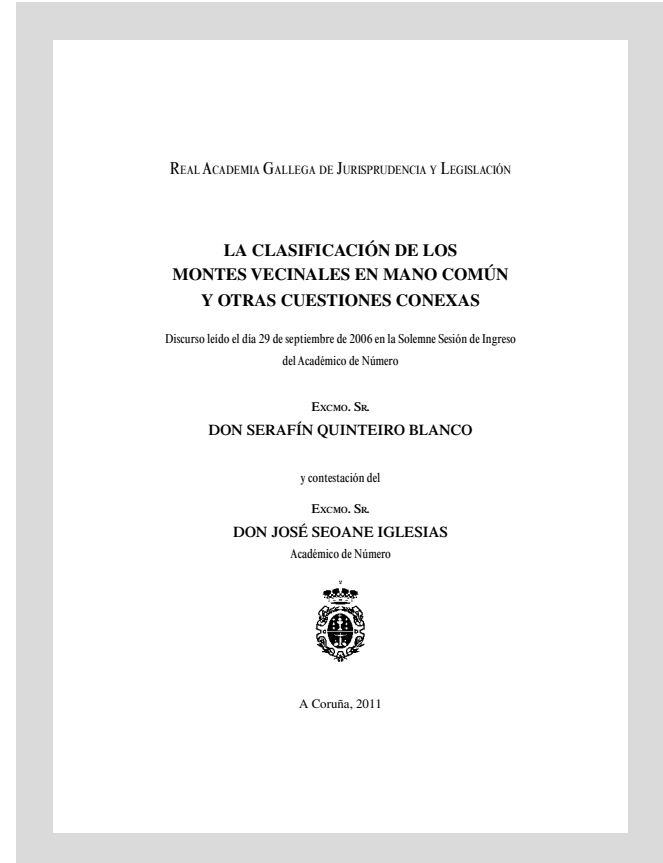 REAL ACADEMIA GALLEGA DE JURISPRUDENCIA Y LEGISLACIÓN
LA CLASIFICACIÓN DE LOS
MONTES VECINALES EN MANO COMÚN
Y OTRAS CUESTIONES CONEXAS
Discurso leído el día 29 de septiembre de 2006 en la Solemne Sesión de Ingreso
del Académico de Número
EXCMO. SR.
DON SERAFÍN QUINTEIRO BLANCO
y contestación del
EXCMO. SR.
DON JOSÉ SEOANE IGLESIAS
Académico de Número
A Coruña, 2011